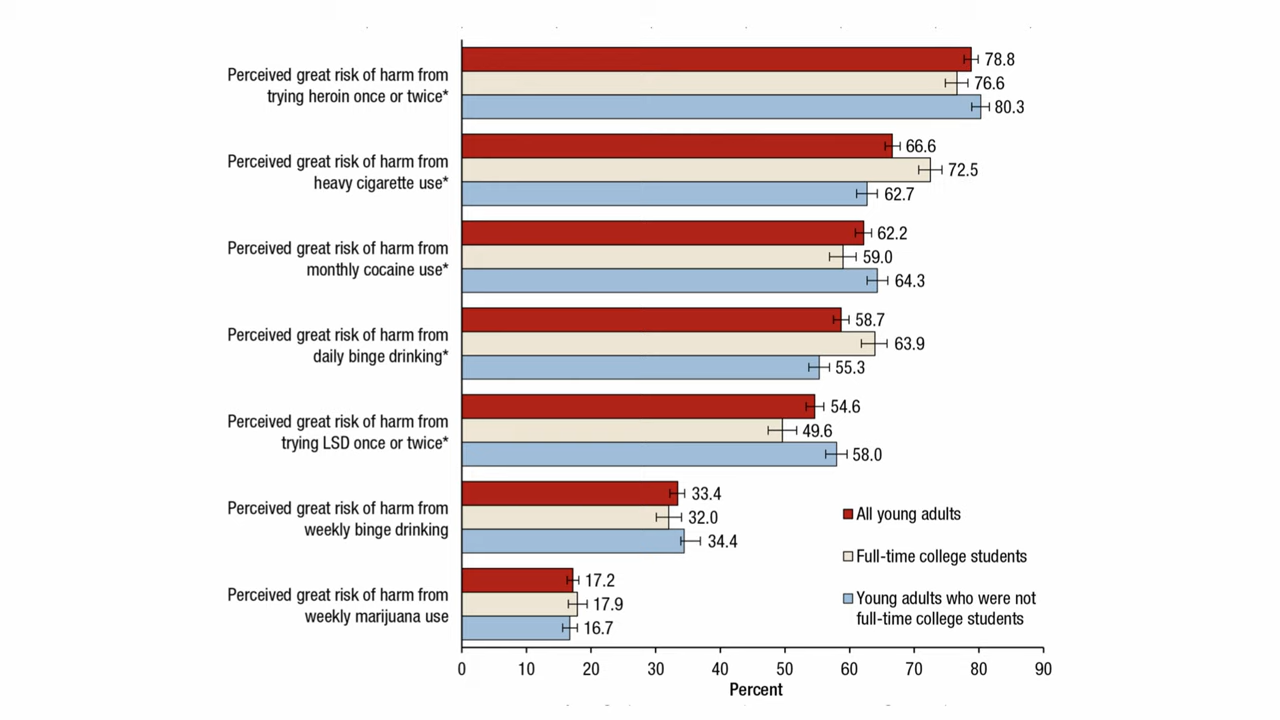 Perceived great risk of harm from
trying heroin once or twice*
78.8
76.6
80.3
Perceived great risk of harm from
heavy cigarette use*
66.6
72.5
62.7
Perceived great risk of harm from
monthly cocaine use*
62.2
59.0
64.3
Perceived great risk of harm from
daily binge drinking*
58.7
63.9
55.3
Perceived great risk of harm from
trying LSD once or twice*
54.6
49.6
58.0
Perceived great risk of harm from
weekly binge drinking
33.4
32.0
34.4
Perceived great risk of harm from
weekly marijuana use
17.2
17.9
16.7
All young adults
Full-time college students
Young adults who were not
full-time college students
0 10 20 30 40 50 60 70 80 90
Percent